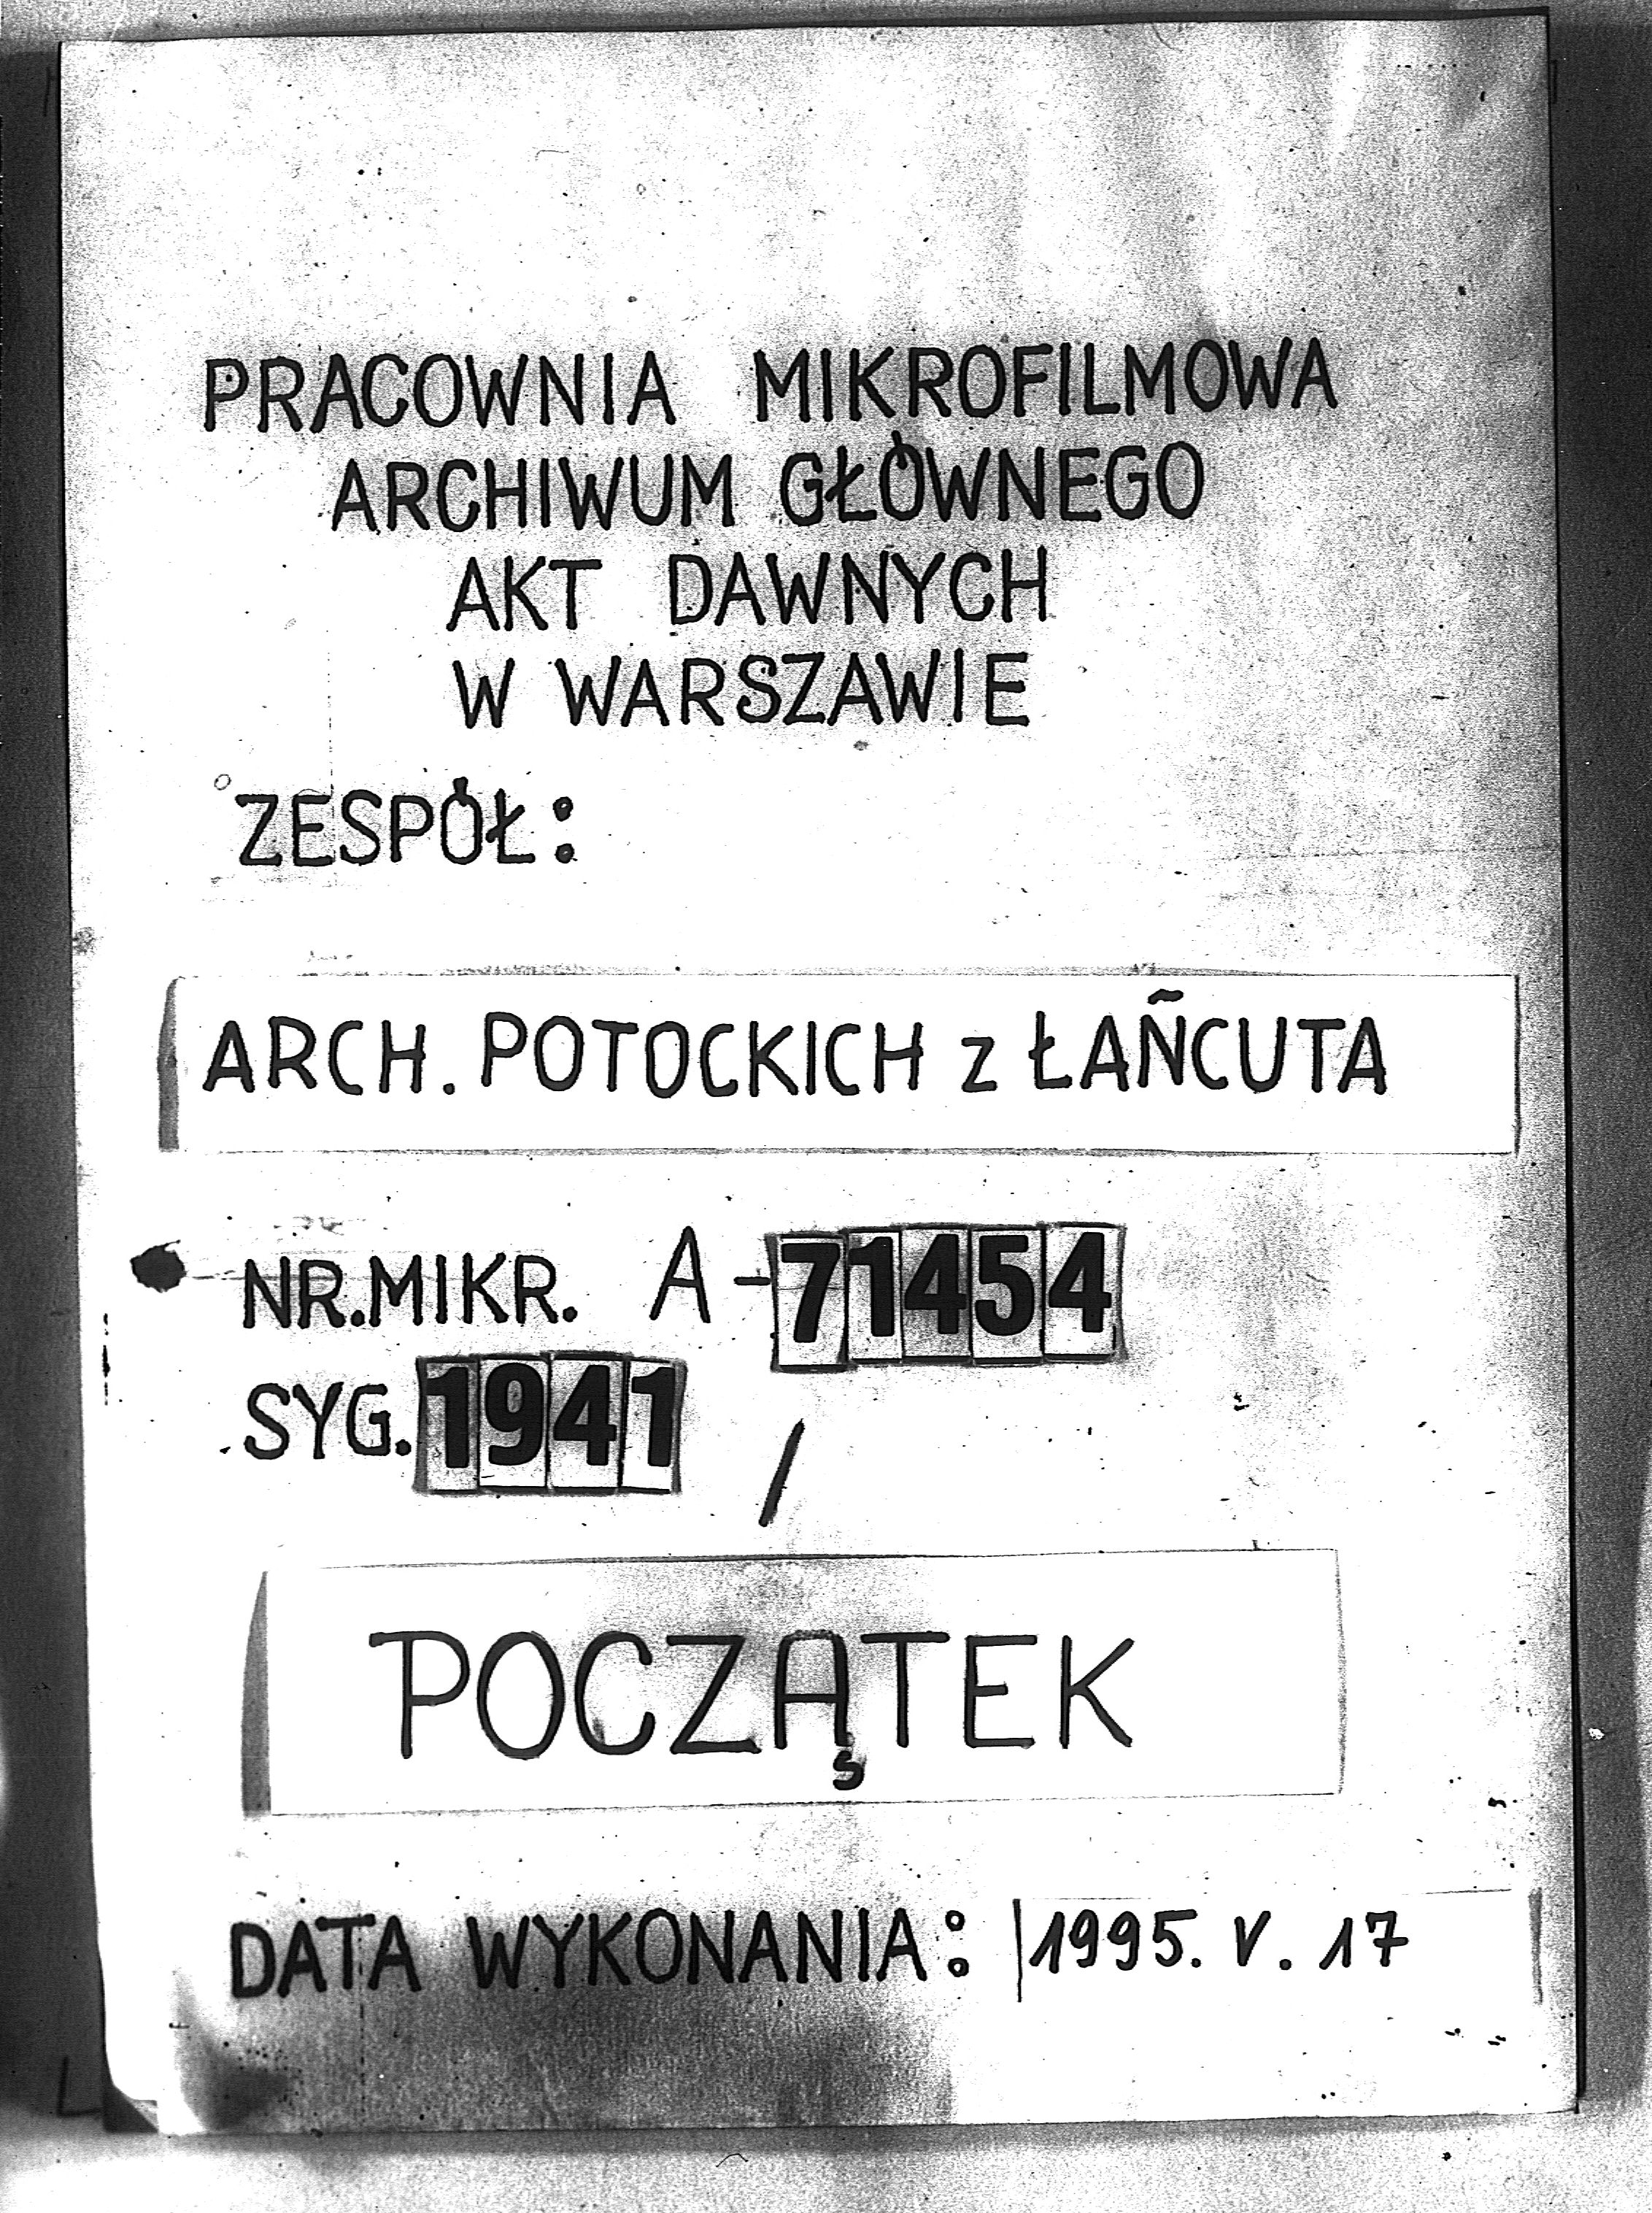 PRACOWNIA MIKROFILMOWA
ARCHIWUM GŁÓWNEGO
AKT DAWNYCH
W WARSZAWIE
ZESPÓŁ:
ARCH. POTOCKICH z ŁAŃCUTA
NR. MIKR. A-71454
SYG. 1941 /
POCZĄTEK
DATA WYKONANIA: 1995. V. 17